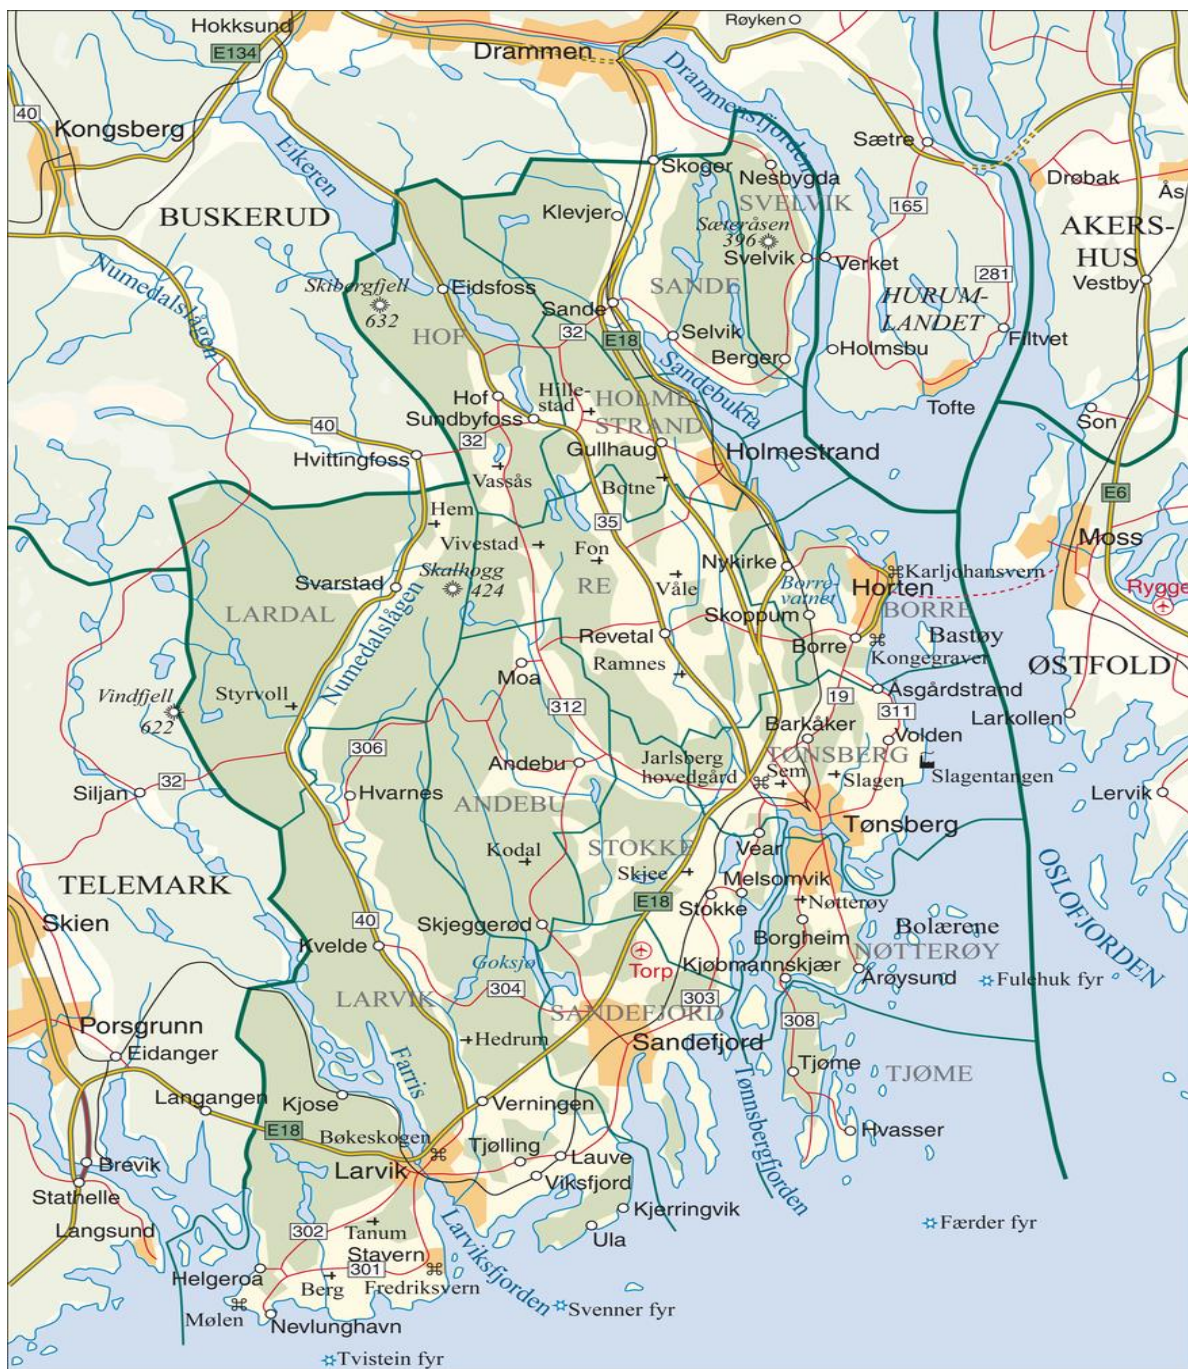 Røyken
Hokksund
E134
Drammen
Drammensfjorden
40
Kongsberg
Eikeren
Sætre
Skoger
Nesbygda
Drøbak
Ås
BUSKERUD
Klevjer
SVELVIK
165
AKERS-
HUS
Sæteråsen
396
Svelvik
Verket
Numedalslågen
Skibergfjell
632
Eidsfoss
SANDE
281
Vestby
HURUM-
LANDET
Sande
HOF
32
E18
Selvik
Filtvet
Berger
Holmsbu
Sandebukta
Hof
Hille-
stad
HOLME-
STRAND
Tofte
Sundbyfoss
Son
40
32
Gullhaug
Holmestrand
Hvittingfoss
Vassås
Botne
E6
Hem
35
Moss
Vivestad
Fon
Nykirke
Skalhogg
424
Karljohansvern
Svarstad
RE
Våle
Borre-
vatnet
Horten
Rygge
LARDAL
Numedalslågen
Skoppum
BORRE
Revetal
Borre
Bastøy
Kongegraver
Ramnes
ØSTFOLD
Moa
Vindfjell
622
Styrvoll
19
Åsgårdstrand
312
311
Larkollen
306
Barkåker
Volden
TØNSBERG
Andebu
Jarlsberg
hovedgård
Sem
Slagen
Slagentangen
32
Siljan
Hvarnes
ANDEBU
Lervik
Tønsberg
Vear
STOKKE
Kodal
Skjee
OSLOFJORDEN
TELEMARK
Melsomvik
Stokke
E18
Nøtterøy
Skien
40
Skjeggerød
Bolærene
Borgheim
NØTTERØY
Kvelde
Goksjø
Torp
Kjøbmannskjær
Årøysund
Fulehuk fyr
LARVIK
304
303
SANDEFJORD
308
Porsgrunn
Hedrum
Sandefjord
Eidanger
Farris
Tjøme
TJØME
Tønnsbergfjorden
Langangen
Kjose
Verningen
E18
Bøkeskogen
Hvasser
Tjølling
Lauve
Brevik
Larvik
Viksfjord
Stathelle
Kjerringvik
Langsund
302
Tanum
Ula
Færder fyr
Stavern
Larviksfjorden
Helgeroa
301
Berg
Fredriksvern
Mølen
Svenner fyr
Nevlunghavn
Tvistein fyr